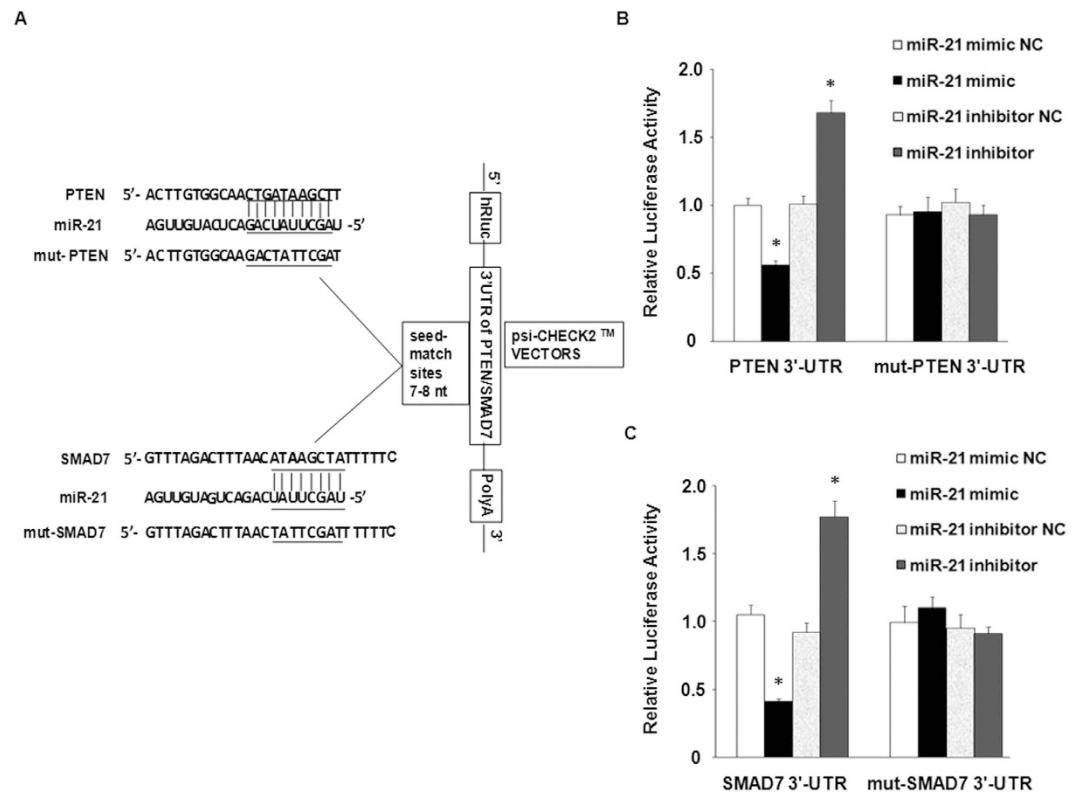 A
PTEN 5'- ACTTGTGGCAACTGATAAGCTT
miR-21 AGUUGUACUCAGACUAUUCGAU -5'
mut- PTEN 5'- ACTTGTGGCAAGACTATTCGAT
seed-
match
sites
7-8 nt
5'
hRluc
3'UTR of PTEN/SMAD7
PolyA
3'
psi-CHECK2 TM
VECTORS
SMAD7 5'- GTTTAGACTTTAACATAAGCTATTTTTC
miR-21 AGUUGUAGUCAGACUAUUCGAU -5'
mut-SMAD7 5'- GTTTAGACTTTAACTATTCGATTTTTTC
B
miR-21 mimic NC
miR-21 mimic
miR-21 inhibitor NC
miR-21 inhibitor
Relative Luciferase Activity
2.0
1.5
1.0
0.5
0
*
*
PTEN 3'-UTR mut-PTEN 3'-UTR
C
miR-21 mimic NC
miR-21 mimic
miR-21 inhibitor NC
miR-21 inhibitor
Relative Luciferase Activity
2.0
1.5
1.0
0.5
0
*
*
SMAD7 3'-UTR mut-SMAD7 3'-UTR